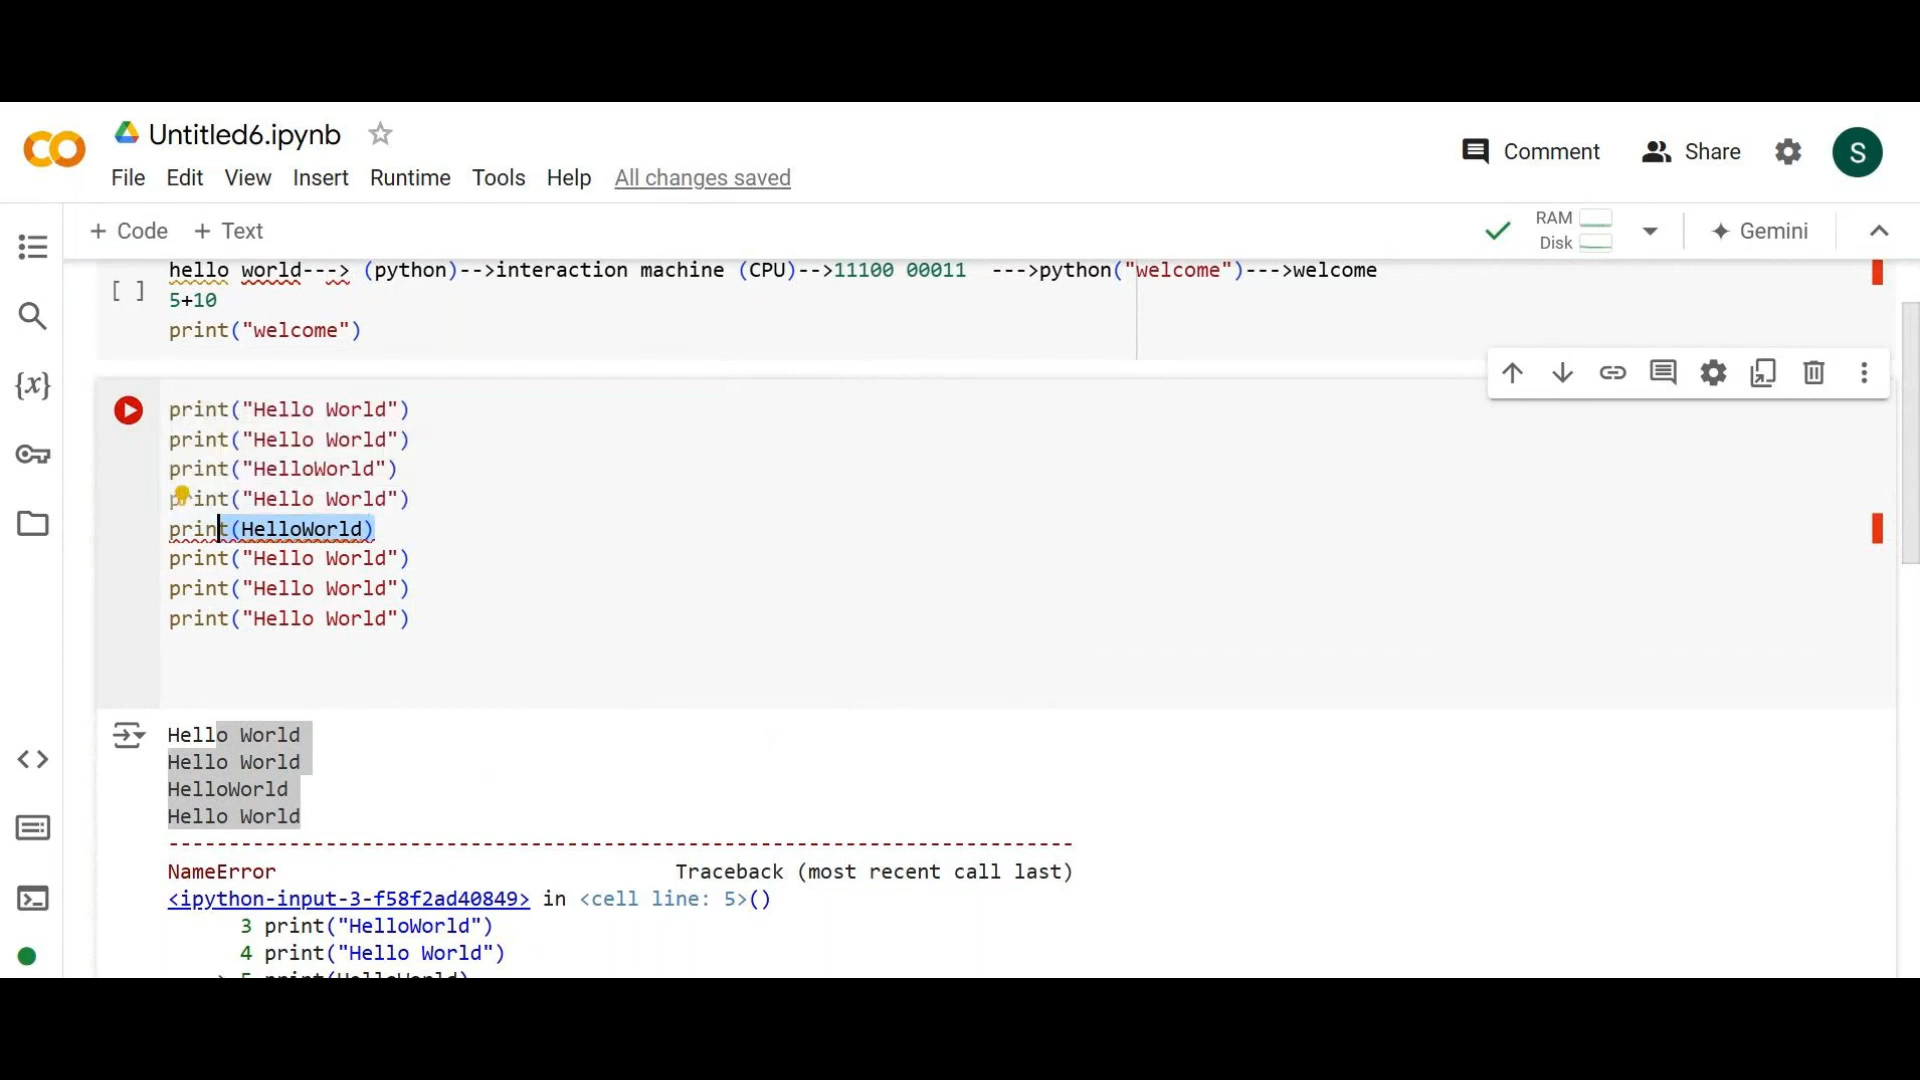 Untitled6.ipynb
Comment
Share
S
File Edit View Insert Runtime Tools Help All changes saved
+ Code + Text
RAM
Disk
Gemini
hello world---> (python)-->interaction machine (CPU)-->11100 00011 --->python("welcome")--->welcome
[ ]
5+10
print("welcome")
print("Hello World")
print("Hello World")
print("HelloWorld")
print("Hello World")
print(HelloWorld)
print("Hello World")
print("Hello World")
print("Hello World")
{x}
Hello World
Hello World
HelloWorld
Hello World
---------------------------------------------------------------------------
NameError Traceback (most recent call last)
<ipython-input-3-f58f2ad40849> in <cell line: 5>()
3 print("HelloWorld")
4 print("Hello World")
5 print(HelloWorld)